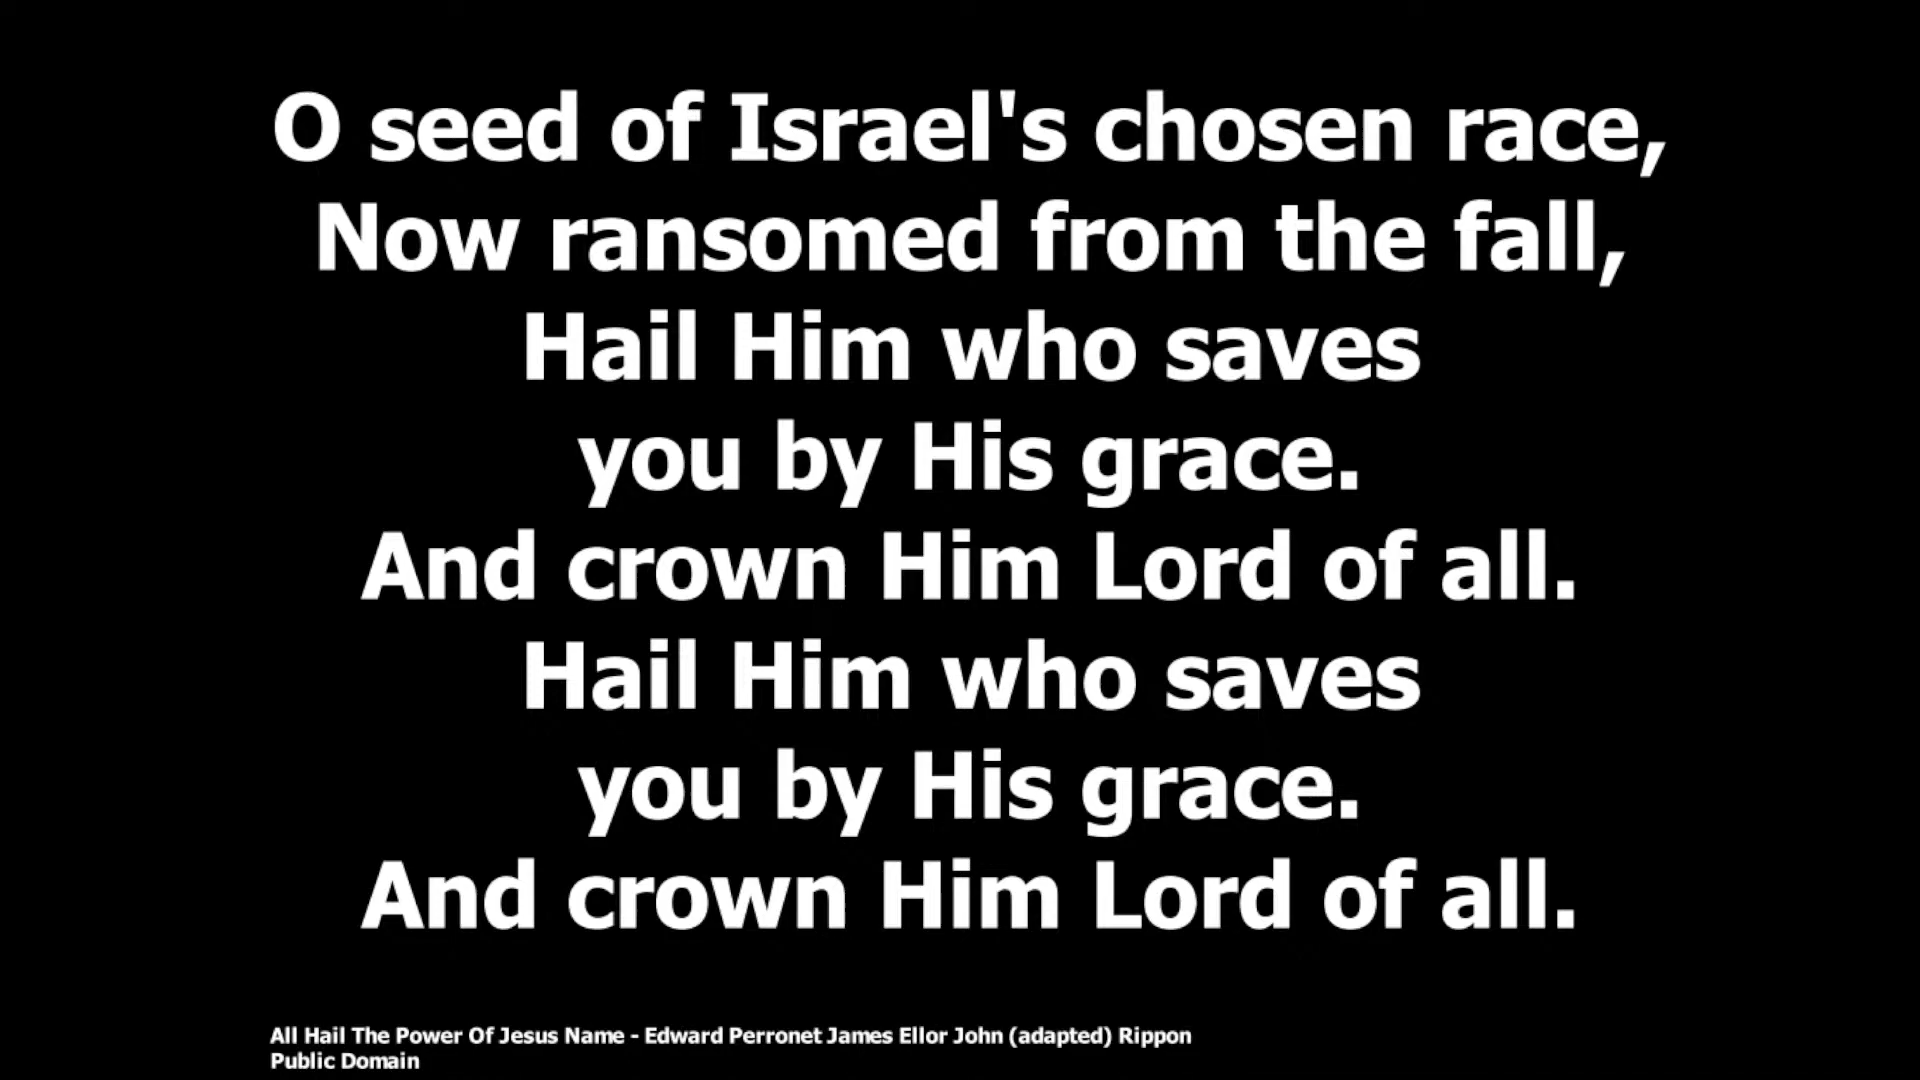 O seed of Israel's chosen race,
Now ransomed from the fall,
Hail Him who saves
you by His grace.
And crown Him Lord of all.
Hail Him who saves
you by His grace.
And crown Him Lord of all.
All Hail The Power Of Jesus Name - Edward Perronet James Ellor John (adapted) Rippon
Public Domain